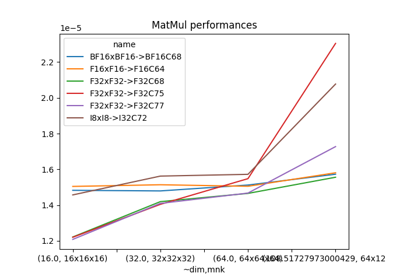 MatMul performances
1e−5
name
BF16xBF16->BF16C68
F16xF16->F16C64
F32xF32->F32C68
F32xF32->F32C75
F32xF32->F32C77
I8xI8->I32C72
2.2
2.0
1.8
1.6
1.4
1.2
(16.0, 16x16x16)
(32.0, 32x32x32)
(64.0,
64x12
~dim,mnk